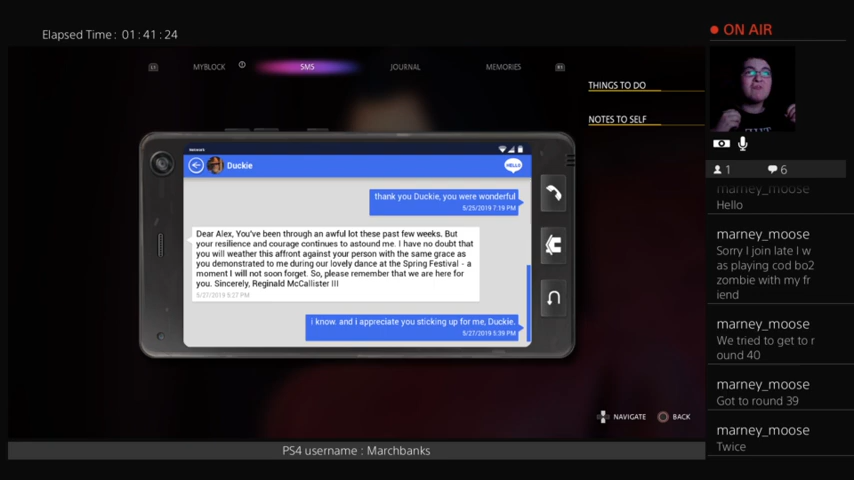 Elapsed Time : 01:41:24
ON AIR
L1
MYBLOCK
SMS
JOURNAL
MEMORIES
R1
THINGS TO DO
NOTES TO SELF
Network
Duckie
HELLO
thank you Duckie, you were wonderful
5/25/2019 7:19 PM
Dear Alex, You've been through an awful lot these past few weeks. But
your resilience and courage continues to astound me. I have no doubt that
you will weather this affront against your person with the same grace as
you demonstrated to me during our lovely dance at the Spring Festival - a
moment I will not soon forget. So, please remember that we are here for
you. Sincerely, Reginald McCallister III
5/27/2019 5:27 PM
i know. and i appreciate you sticking up for me, Duckie.
5/27/2019 5:39 PM
NAVIGATE
BACK
1
6
marney_moose
Hello
marney_moose
Sorry I join late I w
as playing cod bo2
zombie with my fr
iend
marney_moose
We tried to get to r
ound 40
marney_moose
Got to round 39
marney_moose
Twice
PS4 username : Marchbanks